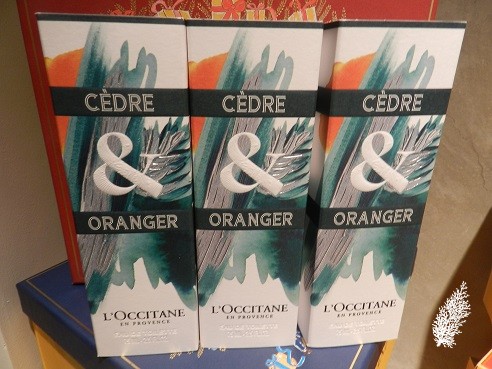 CÈDRE
&
ORANGER
L'OCCITANE
EN PROVENCE
CÈDRE
&
ORANGER
L'OCCITANE
EN PROVENCE
CÈDRE
&
ORANGER
L'OCCITANE
EN PROVENCE